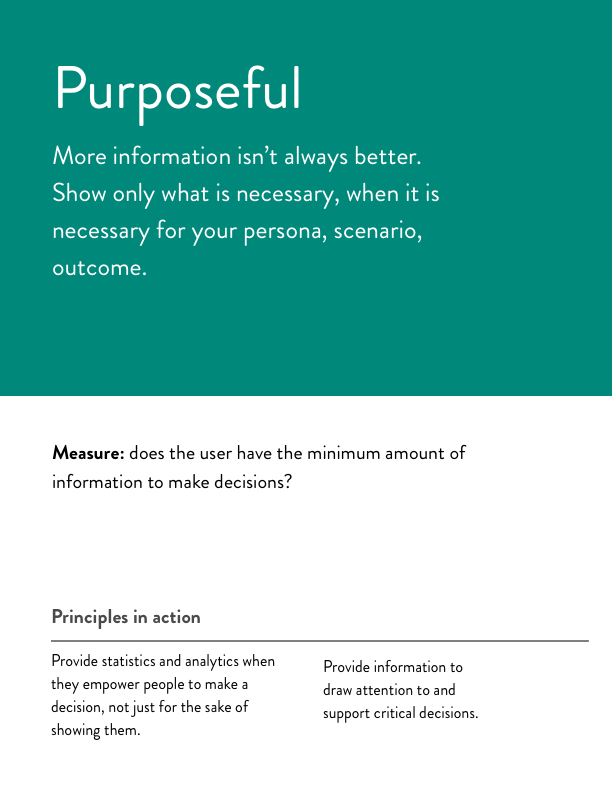 Purposeful
More information isn’t always better.
Show only what is necessary, when it is
necessary for your persona, scenario,
outcome.
Measure: does the user have the minimum amount of
information to make decisions?
Principles in action
Provide statistics and analytics when
they empower people to make a
decision, not just for the sake of
showing them.
Provide information to
draw attention to and
support critical decisions.